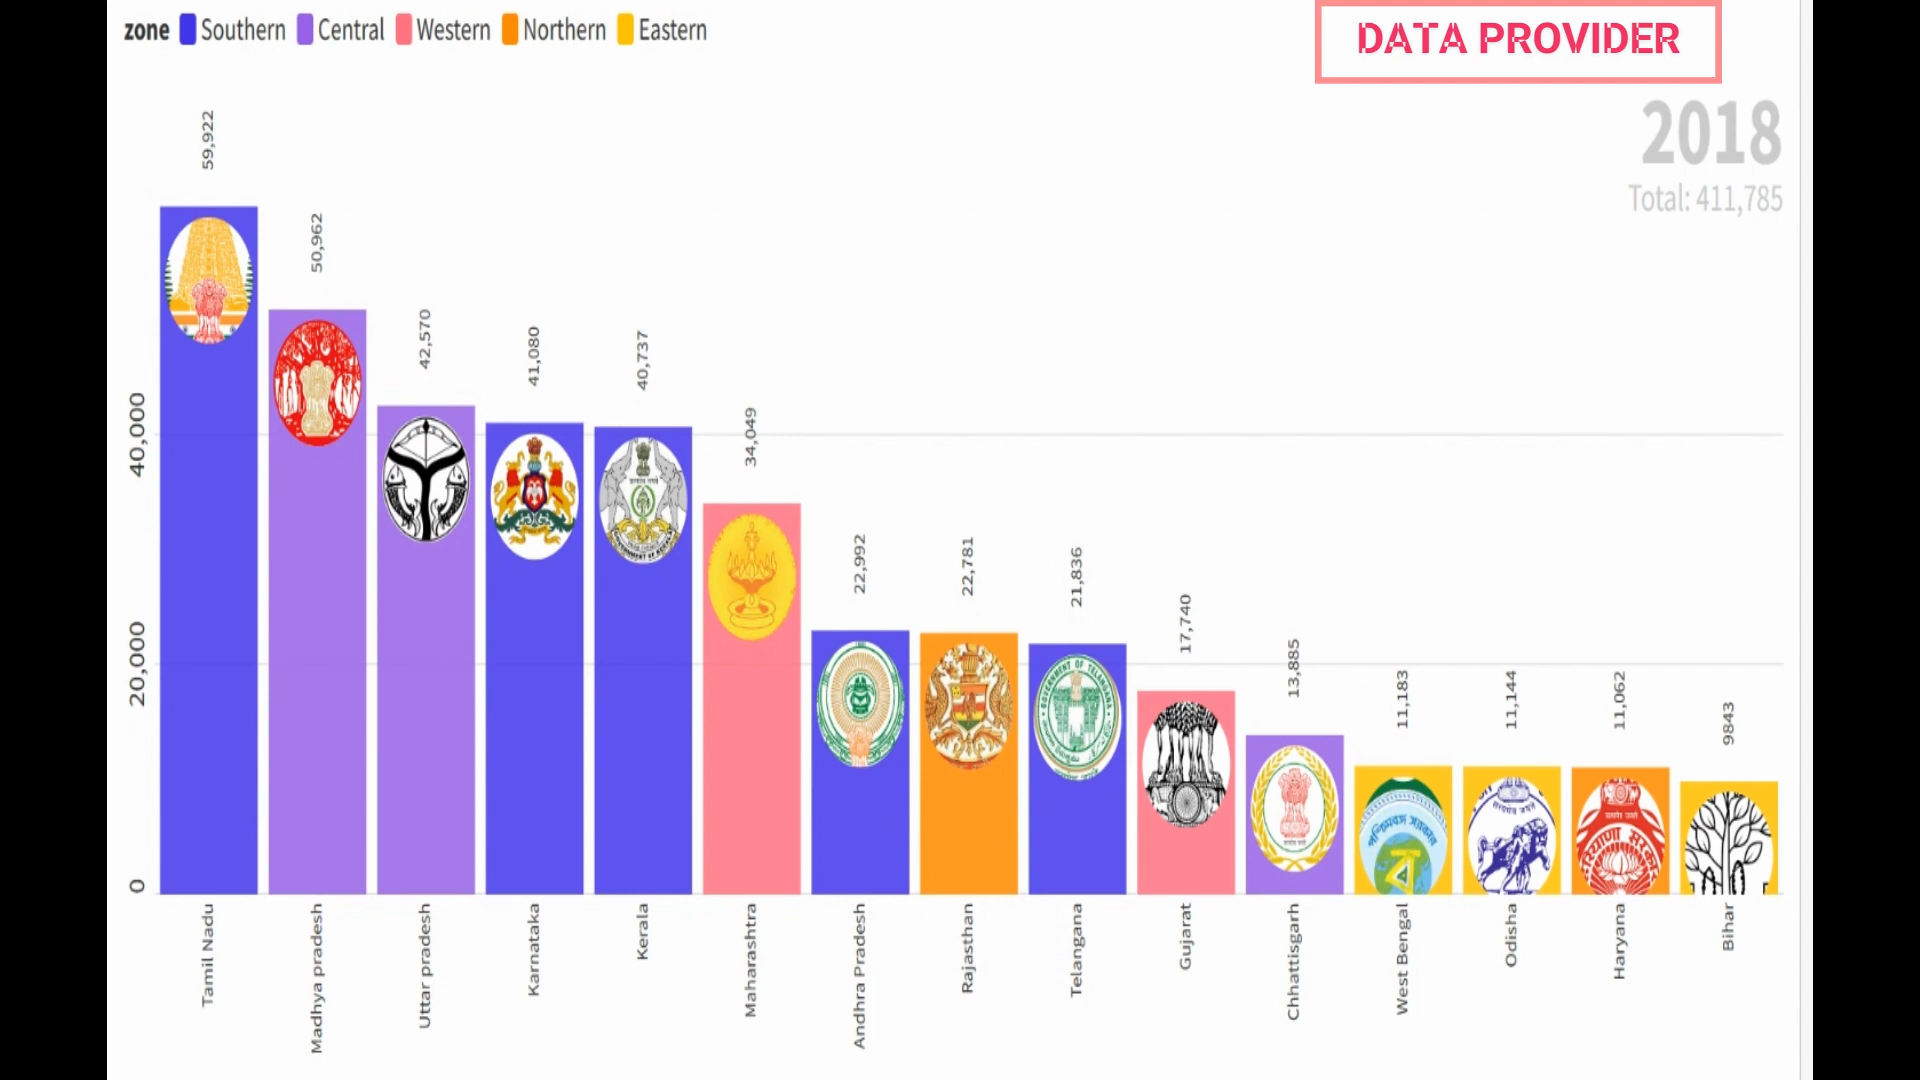 zone Southern Central Western Northern Eastern
DATA PROVIDER
2018
Total: 411,785
59,922
50,962
42,570
41,080
40,737
34,049
22,992
22,781
21,836
17,740
13,885
11,183
11,144
11,062
9843
40,000
20,000
0
GOVERNMENT OF TELANGANA
Tamil Nadu
Madhya pradesh
Uttar pradesh
Karnataka
Kerala
Maharashtra
Andhra Pradesh
Rajasthan
Telangana
Gujarat
Chhattisgarh
West Bengal
Odisha
Haryana
Bihar